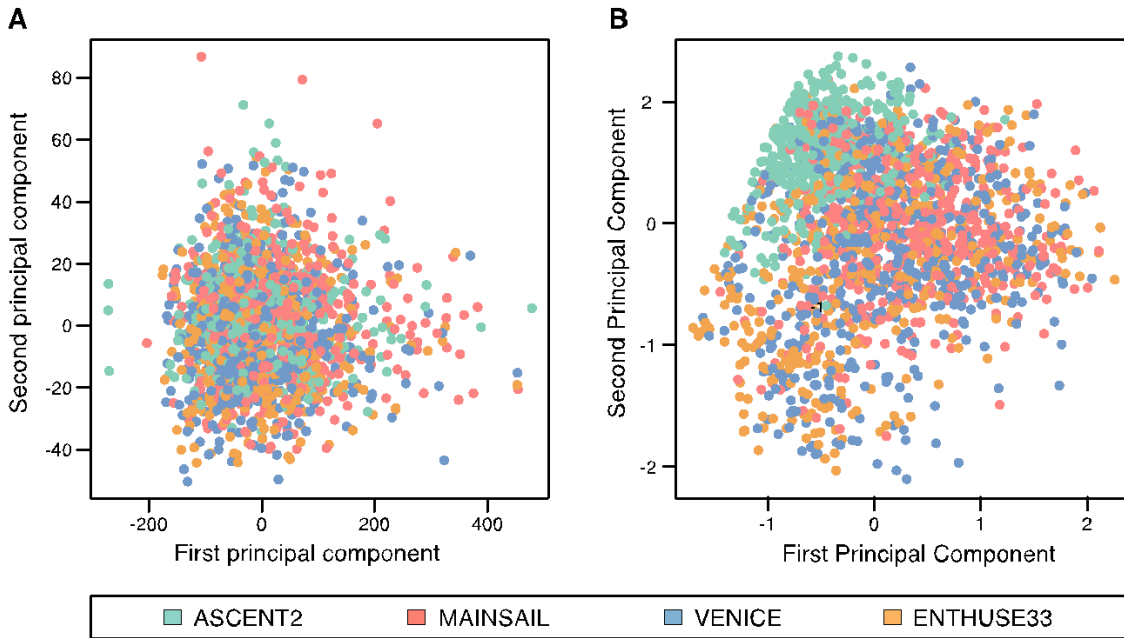 A
B
Second principal component
80
60
40
20
0
-20
-40
-200
0
200
400
First principal component
Second Principal Component
2
0
-1
-2
-1
0
1
2
First Principal Component
ASCENT2 MAINSAIL VENICE ENTHUSE33